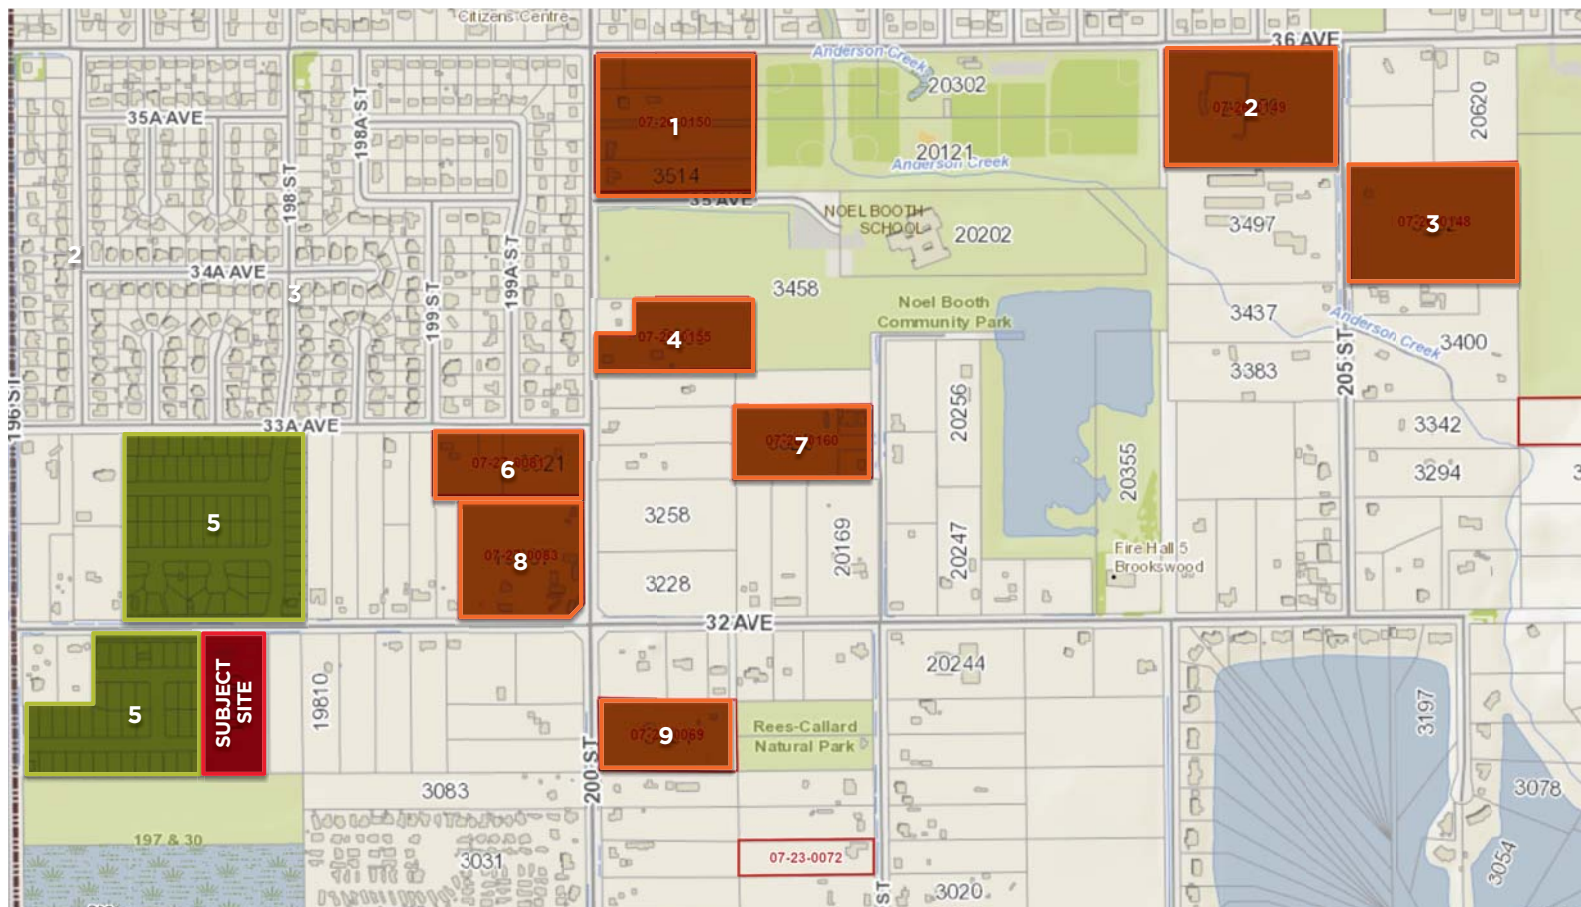 Citizens Centre
36 AVE
Anderson Creek
20302
1
3514
2
20620
35A AVE
198A ST
20121
Anderson Creek
35 AVE
NOEL BOOTH
SCHOOL
20202
3497
3
198 ST
2
34A AVE
3
199 ST
199A ST
3458
Noel Booth
Community Park
3437
Anderson Creek
3400
4
205 ST
3383
196 ST
33A AVE
20256
3342
3294
6
7
5
20355
3258
8
20169
20247
Fire Hall 5
Brookswood
3228
32 AVE
SUBJECT
SITE
19810
5
20244
3197
9
Rees-Callard
Natural Park
200 ST
3083
3078
197 & 30
3031
07-23-0072
3054
ST
3020